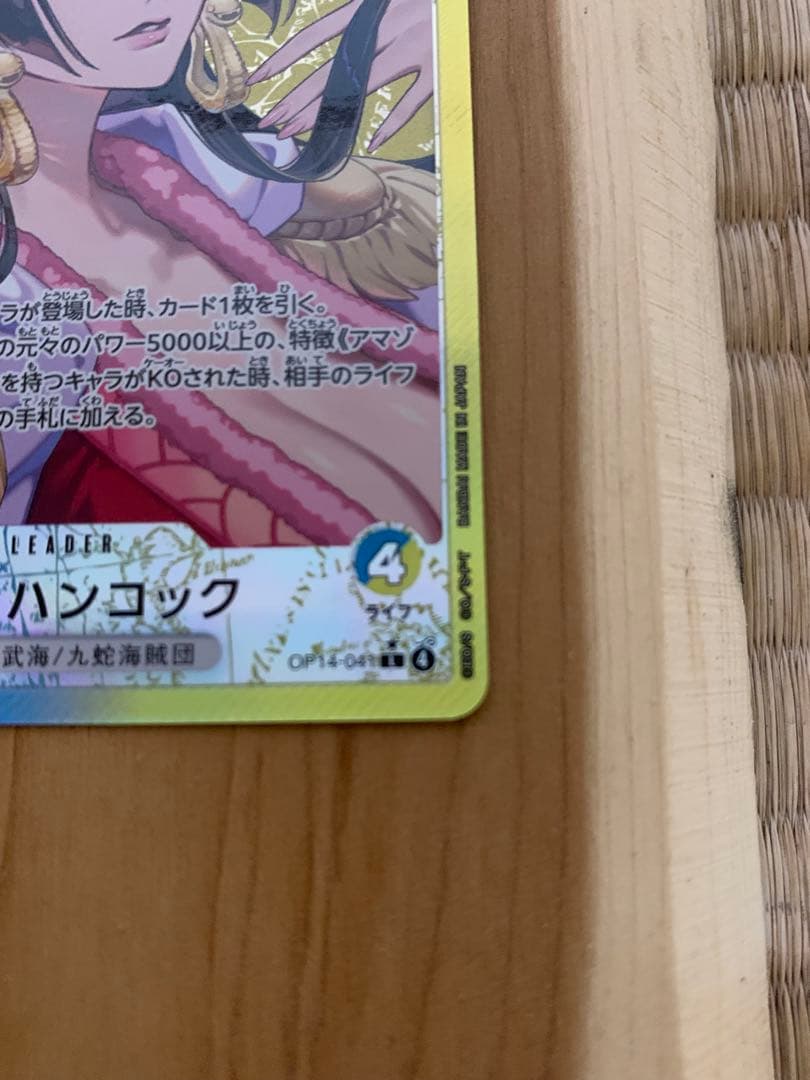 ラが登場した時、カード1枚を引く。
の元々のパワー5000以上の、特徴《アマゾ
を持つキャラがKOされた時、相手のライフ
の手札に加える。
LEADER
4
ライフ
ハンコック
武海/九蛇海賊団
OP14-041 L
BANDAI MADE IN JAPAN